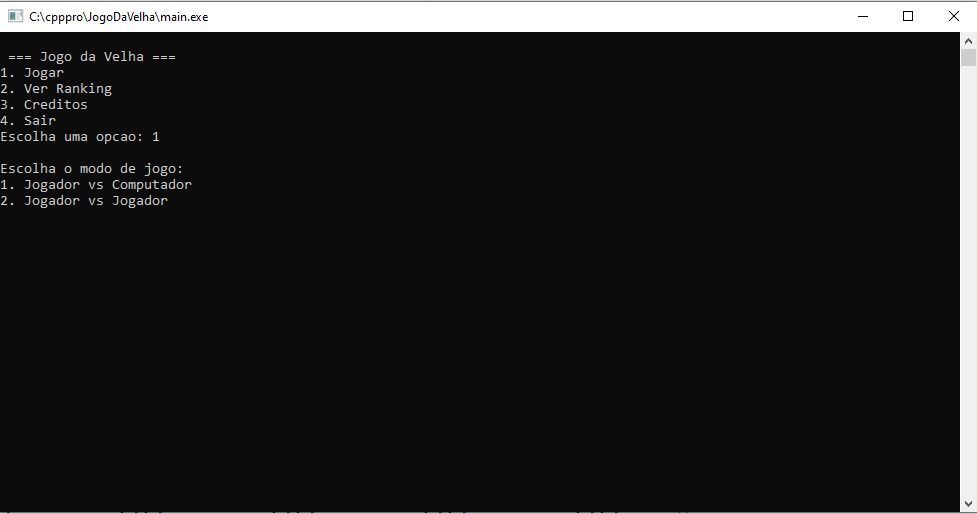 C:\cpppro\JogoDaVelha\main.exe
=== Jogo da Velha ===
1. Jogar
2. Ver Ranking
3. Creditos
4. Sair
Escolha uma opcao: 1
Escolha o modo de jogo:
1. Jogador vs Computador
2. Jogador vs Jogador